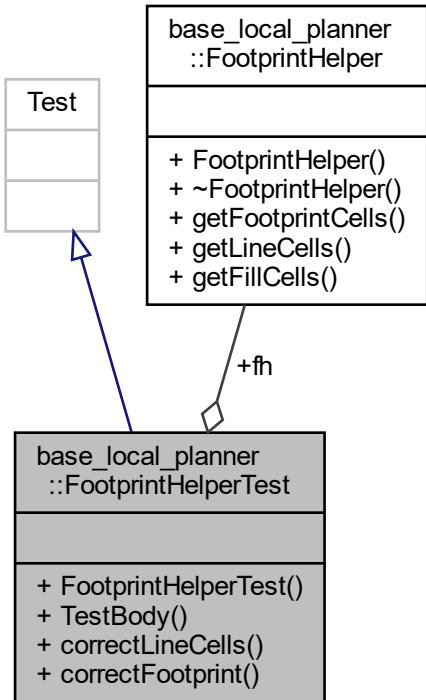 base_local_planner
::FootprintHelper
Test
+ FootprintHelper()
+ ~FootprintHelper()
+ getFootprintCells()
+ getLineCells()
+ getFillCells()
+fh
base_local_planner
::FootprintHelperTest
+ FootprintHelperTest()
+ TestBody()
+ correctLineCells()
+ correctFootprint()